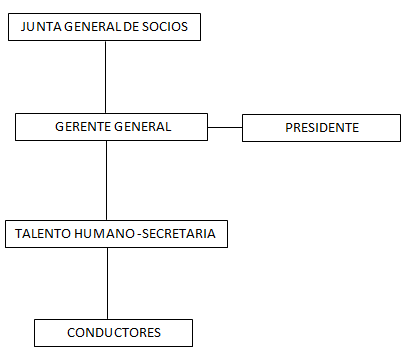 JUNTA GENERAL DE SOCIOS
GERENTE GENERAL
PRESIDENTE
TALENTO HUMANO -SECRETARIA
CONDUCTORES